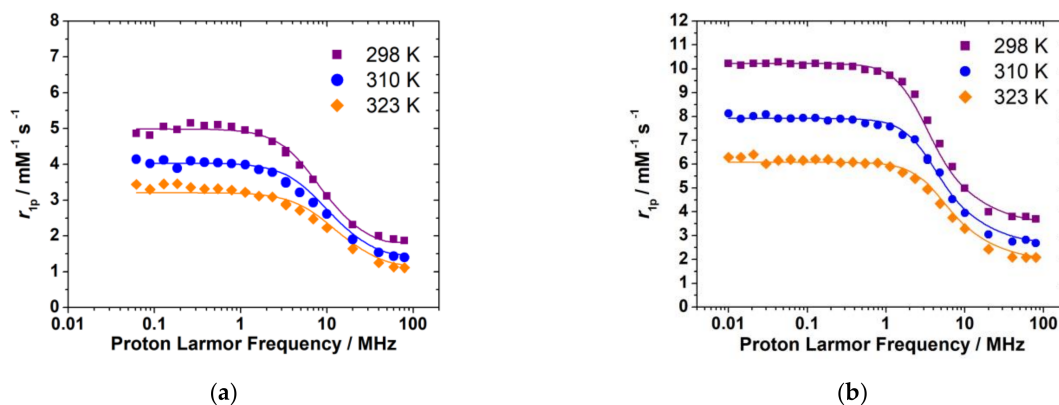 8
7
6
5
4
3
2
1
0
r1p / mM-1 s-1
298 K
310 K
323 K
0.01 0.1 1 10 100
Proton Larmor Frequency / MHz
(a)
12
11
10
9
8
7
6
5
4
3
2
1
0
r1p / mM-1 s-1
298 K
310 K
323 K
0.01 0.1 1 10 100
Proton Larmor Frequency / MHz
(b)